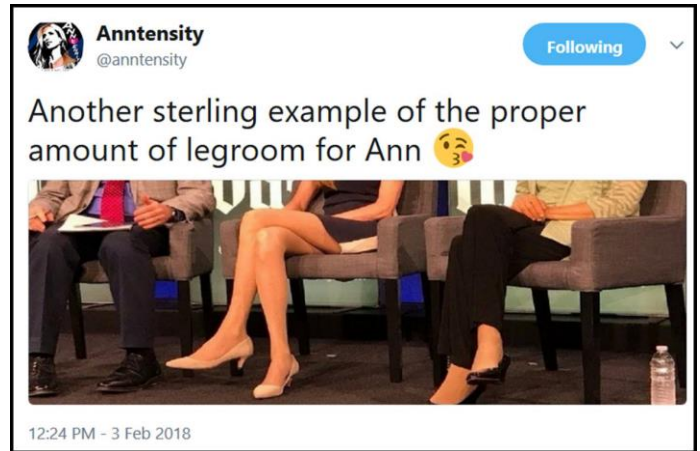 Anntensity
@anntensity
Following
Another sterling example of the proper
amount of legroom for Ann 😘
12:24 PM - 3 Feb 2018